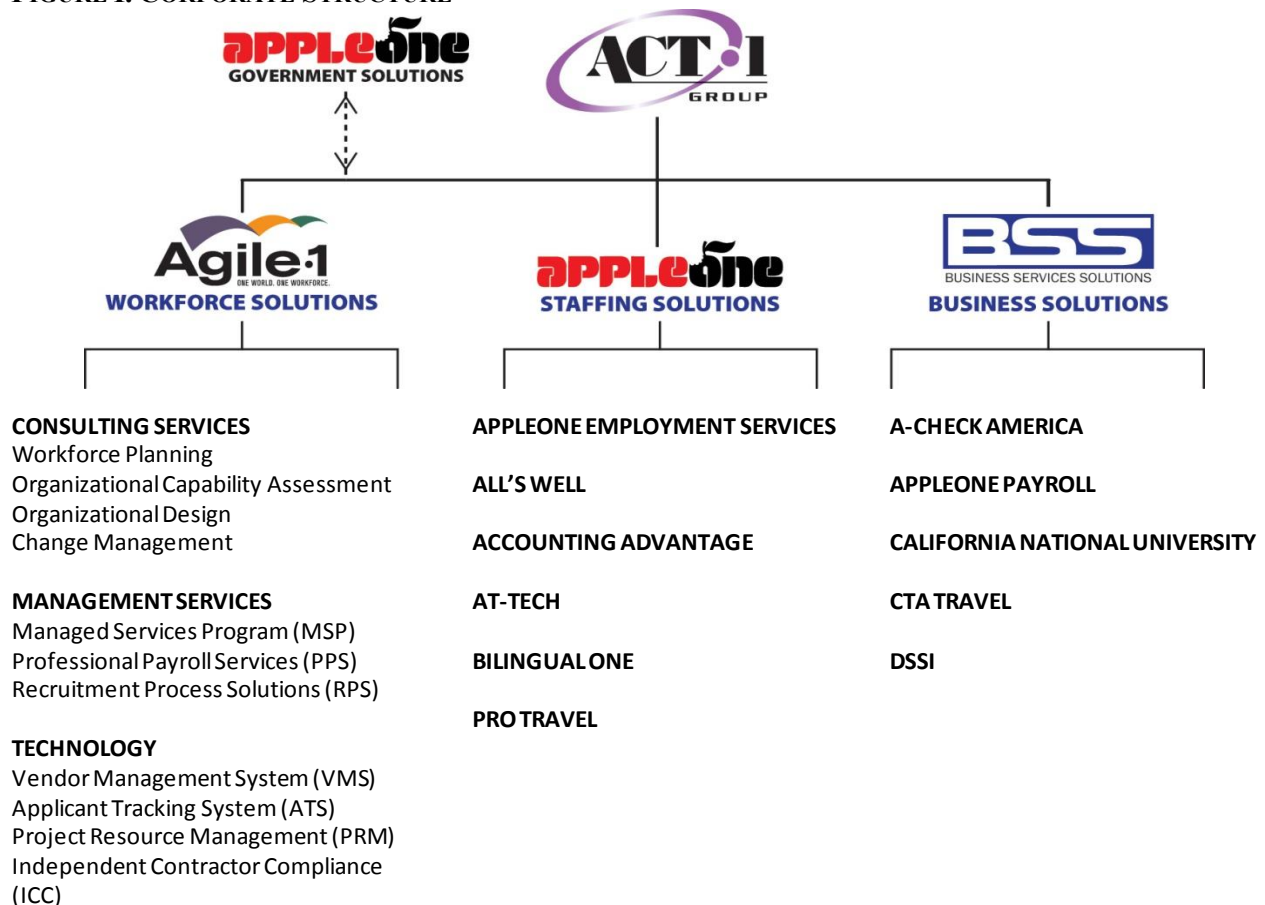 FIGURE 1. CORPORATE STRUCTURE
APPLEONE
GOVERNMENT SOLUTIONS
ACT•1
GROUP
Agile•1
ONE WORLD. ONE WORKFORCE.
WORKFORCE SOLUTIONS
APPLEONE
STAFFING SOLUTIONS
BSS
BUSINESS SERVICES SOLUTIONS
BUSINESS SOLUTIONS
CONSULTING SERVICES
Workforce Planning
Organizational Capability Assessment
Organizational Design
Change Management
MANAGEMENT SERVICES
Managed Services Program (MSP)
Professional Payroll Services (PPS)
Recruitment Process Solutions (RPS)
TECHNOLOGY
Vendor Management System (VMS)
Applicant Tracking System (ATS)
Project Resource Management (PRM)
Independent Contractor Compliance
(ICC)
APPLEONE EMPLOYMENT SERVICES
ALL’S WELL
ACCOUNTING ADVANTAGE
AT-TECH
BILINGUAL ONE
PRO TRAVEL
A-CHECK AMERICA
APPLEONE PAYROLL
CALIFORNIA NATIONAL UNIVERSITY
CTA TRAVEL
DSSI